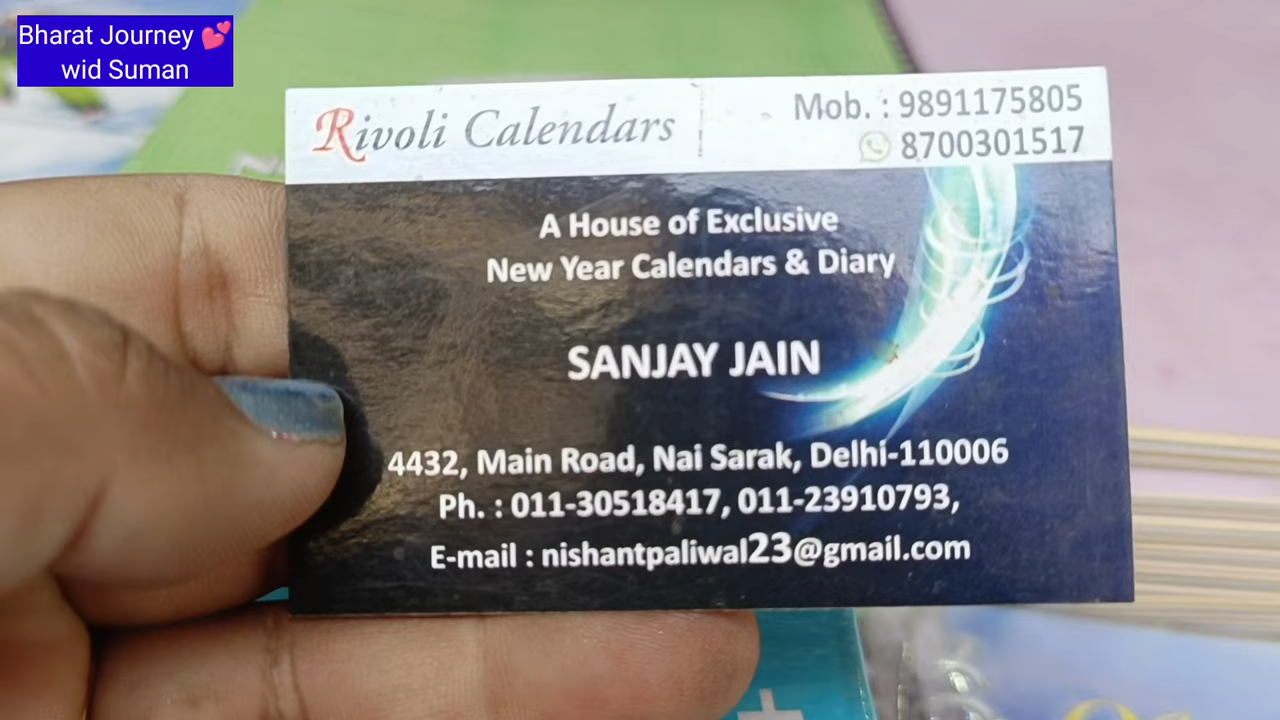 Bharat Journey 💕
wid Suman
Rivoli Calendars
Mob. : 9891175805
8700301517
A House of Exclusive
New Year Calendars & Diary
SANJAY JAIN
4432, Main Road, Nai Sarak, Delhi-110006
Ph. : 011-30518417, 011-23910793,
E-mail : nishantpaliwal23@gmail.com